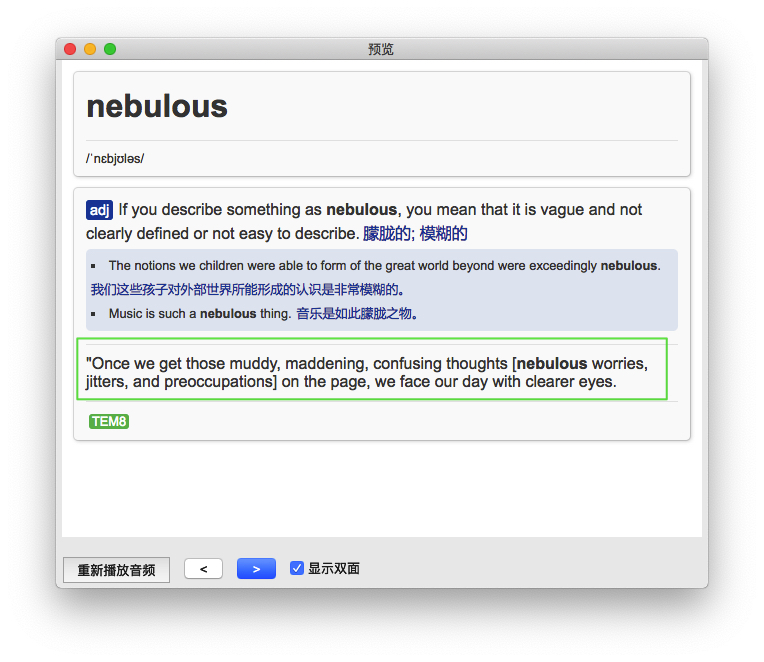 预览
nebulous
/ˈnɛbjʊləs/
adj If you describe something as nebulous, you mean that it is vague and not
clearly defined or not easy to describe. 朦胧的; 模糊的
▪ The notions we children were able to form of the great world beyond were exceedingly nebulous.
我们这些孩子对外部世界所能形成的认识是非常模糊的。
▪ Music is such a nebulous thing. 音乐是如此朦胧之物。
"Once we get those muddy, maddening, confusing thoughts [nebulous worries,
jitters, and preoccupations] on the page, we face our day with clearer eyes.
TEM8
重新播放音频 < > 显示双面